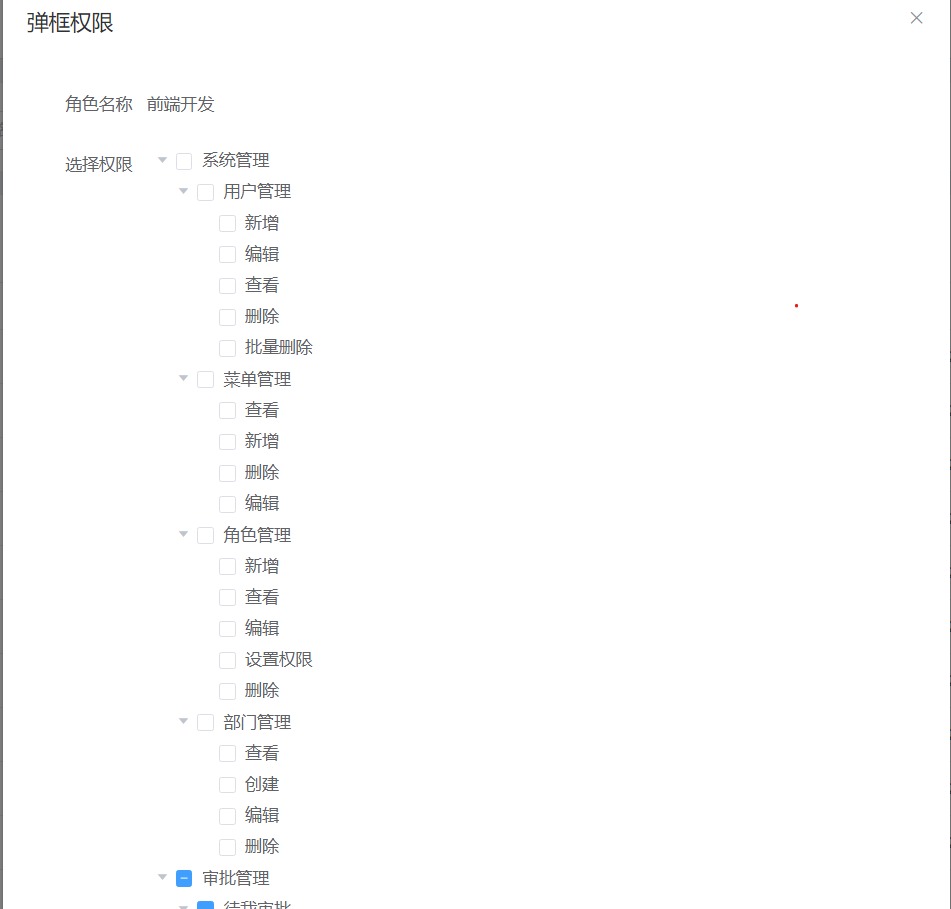 弹框权限
角色名称 前端开发
选择权限 系统管理
用户管理
新增
编辑
查看
删除
批量删除
菜单管理
查看
新增
删除
编辑
角色管理
新增
查看
编辑
设置权限
删除
部门管理
查看
创建
编辑
删除
审批管理
待我审批